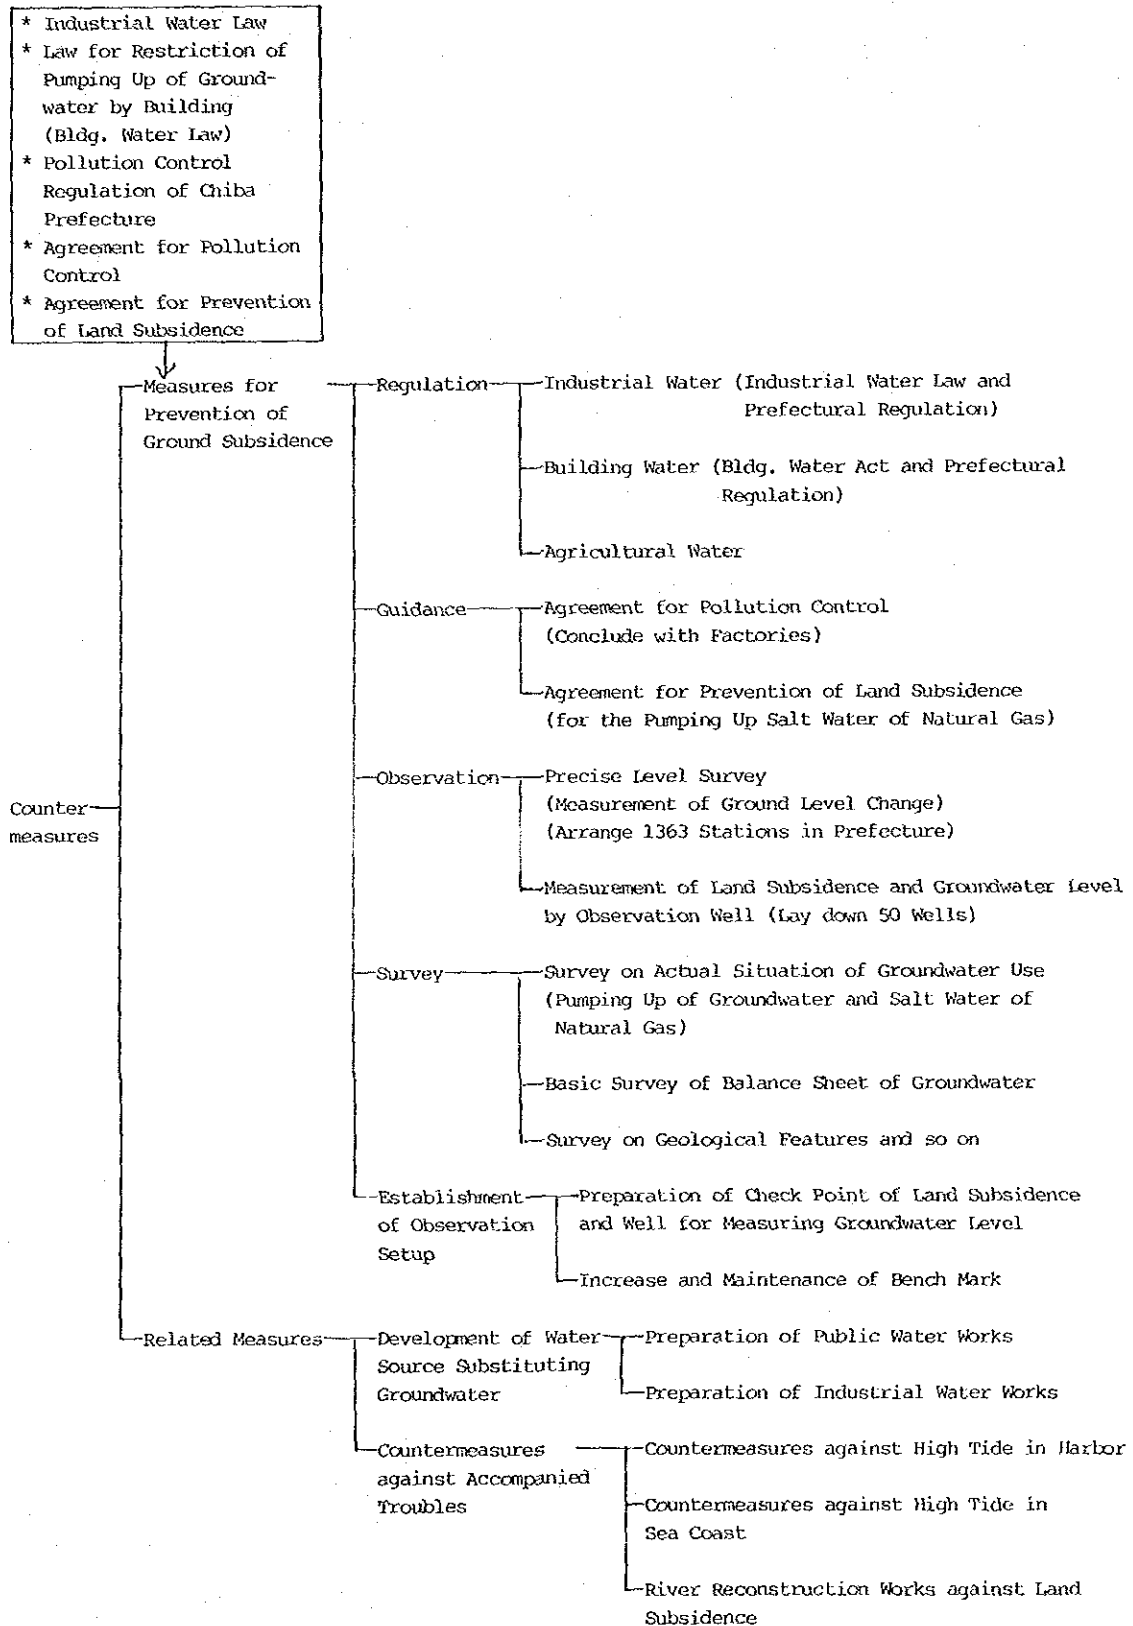 * Industrial Water Law
* Law for Restriction of
Pumping Up of Ground-
water by Building
(Bldg. Water Law)
* Pollution Control
Regulation of Chiba
Prefecture
* Agreement for Pollution
Control
* Agreement for Prevention
of Land Subsidence
Measures for
Prevention of
Ground Subsidence
Regulation
Industrial Water (Industrial Water Law and
Prefectural Regulation)
Building Water (Bldg. Water Act and Prefectural
Regulation)
Agricultural Water
Guidance
Agreement for Pollution Control
(Conclude with Factories)
Agreement for Prevention of Land Subsidence
(for the Pumping Up Salt Water of Natural Gas)
Observation
Precise Level Survey
(Measurement of Ground Level Change)
(Arrange 1363 Stations in Prefecture)
Counter
measures
Measurement of Land Subsidence and Groundwater Level
by Observation Well (Lay down 50 Wells)
Survey
Survey on Actual Situation of Groundwater Use
(Pumping Up of Groundwater and Salt Water of
Natural Gas)
Basic Survey of Balance Sheet of Groundwater
Survey on Geological Features and so on
Establishment
of Observation
Setup
Preparation of Check Point of Land Subsidence
and Well for Measuring Groundwater Level
Increase and Maintenance of Bench Mark
Related Measures
Development of Water
Source Substituting
Groundwater
Preparation of Public Water Works
Preparation of Industrial Water Works
Countermeasures
against Accompanied
Troubles
Countermeasures against High Tide in Harbor
Countermeasures against High Tide in
Sea Coast
River Reconstruction Works against Land
Subsidence